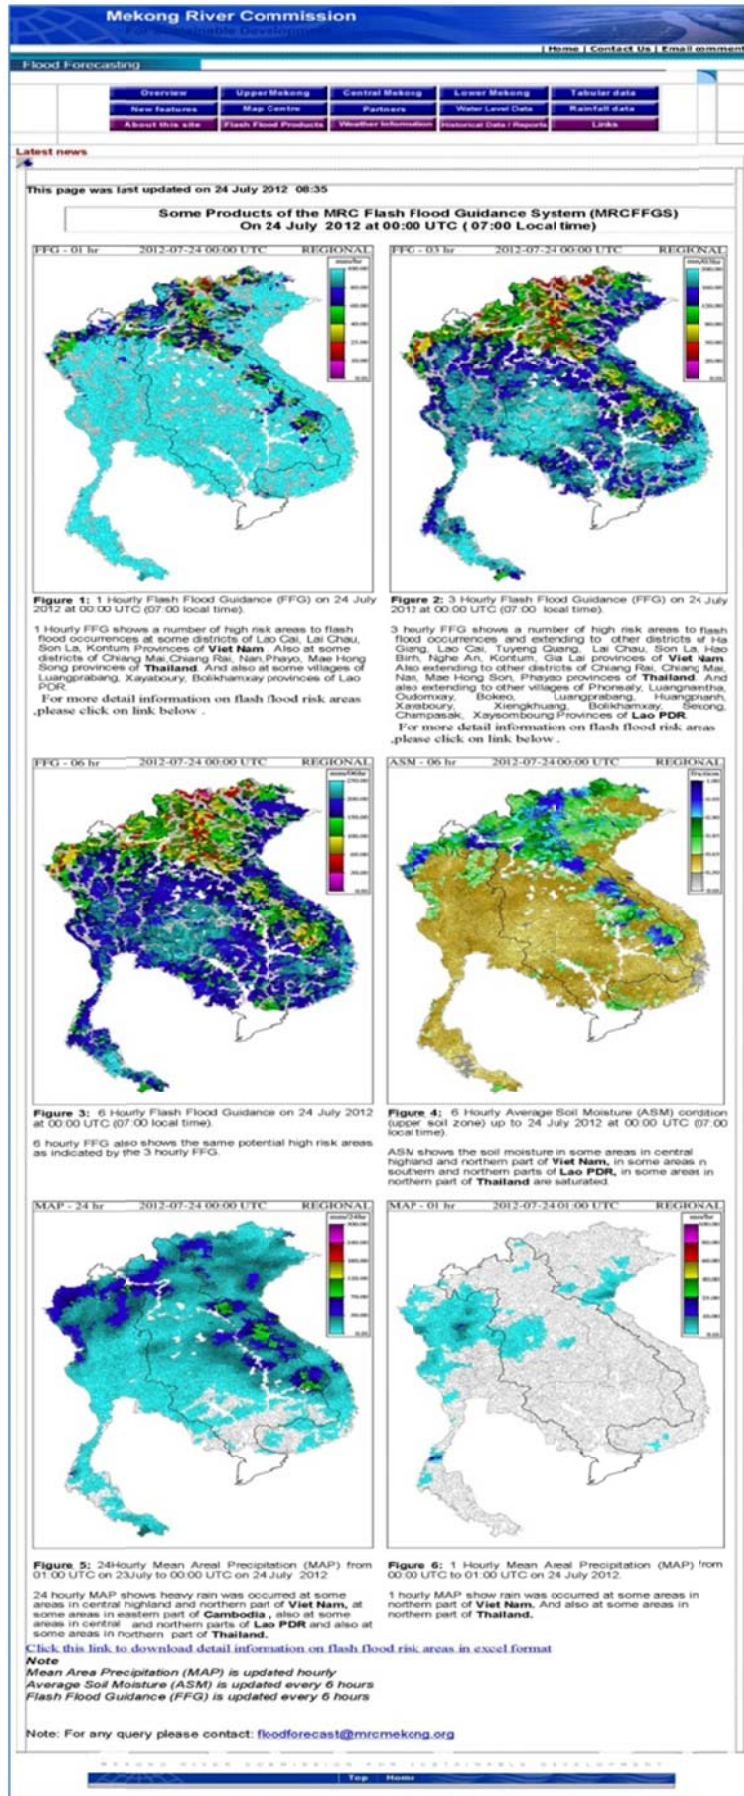 Mekong River Commission
For Sustainable Development
| Home | Contact Us | Email comment
Flood Forecasting
Overview
Upper Mekong
Central Mekong
Lower Mekong
Tabular data
New features
Map Centre
Partners
Water Level Data
Rainfall data
About this site
Flash Flood Products
Weather Information
Historical Data / Reports
Links
Latest news
This page was last updated on 24 July 2012 08:35
Some Products of the MRC Flash Flood Guidance System (MRCFFGS)
On 24 July 2012 at 00:00 UTC ( 07:00 Local time)
FFG - 01 hr 2012-07-24 00:00 UTC REGIONAL
mm/hr
FFG - 03 hr 2012-07-24 00:00 UTC REGIONAL
mm/03hr
Figure 1: 1 Hourly Flash Flood Guidance (FFG) on 24 July
2012 at 00:00 UTC (07:00 local time).
1 Hourly FFG shows a number of high risk areas to flash
flood occurrences at some districts of Lao Cai, Lai Chau,
Son La, Kontum Provinces of Viet Nam. Also at some
districts of Chiang Mai,Chiang Rai, Nan,Phayo, Mae Hong
Song provinces of Thailand. And also at some villages of
Luangprabang, Xayaboury, Bolikhamxay provinces of Lao
PDR.
For more detail information on flash flood risk areas
,please click on link below .
Figure 2: 3 Hourly Flash Flood Guidance (FFG) on 24 July
2012 at 00:00 UTC (07:00 local time).
3 hourly FFG shows a number of high risk areas to flash
flood occurrences and extending to other districts of Ha
Giang, Lao Cai, Tuyeng Quang, Lai Chau, Son La, Hao
Binh, Nghe An, Kontum, Gia Lai provinces of Viet Nam.
Also extending to other districts of Chiang Rai, Chiang Mai,
Nan, Mae Hong Son, Phayao provinces of Thailand. And
also extending to other villages of Phonsaly, Luangnamtha,
Oudomxay, Bokeo, Luangprabang, Huangphanh,
Xayaboury, Xiengkhuang, Bolikhamxay, Sekong,
Champasak, Xaysomboung Provinces of Lao PDR.
For more detail information on flash flood risk areas
,please click on link below .
FFG - 06 hr 2012-07-24 00:00 UTC REGIONAL
mm/06hr
ASM - 06 hr 2012-07-24 00:00 UTC REGIONAL
fraction
Figure 3: 6 Hourly Flash Flood Guidance on 24 July 2012
at 00:00 UTC (07:00 local time).
6 hourly FFG also shows the same potential high risk areas
as indicated by the 3 hourly FFG.
Figure 4: 6 Hourly Average Soil Moisture (ASM) condition
(upper soil zone) up to 24 July 2012 at 00:00 UTC (07:00
local time).
ASM shows the soil moisture in some areas in central
highland and northern part of Viet Nam, in some areas n
southern and northern parts of Lao PDR, in some areas in
northern part of Thailand are saturated.
MAP - 24 hr 2012-07-24 00:00 UTC REGIONAL
mm/24hr
MAP - 01 hr 2012-07-24 01:00 UTC REGIONAL
mm/hr
Figure 5: 24Hourly Mean Areal Precipitation (MAP) from
01:00 UTC on 23July to 00:00 UTC on 24 July 2012
24 hourly MAP shows heavy rain was occurred at some
areas in central highland and northern part of Viet Nam, at
some areas in eastern part of Cambodia , also at some
areas in central and northern parts of Lao PDR and also at
some areas in northern part of Thailand.
Figure 6: 1 Hourly Mean Areal Precipitation (MAP) from
00:00 UTC to 01:00 UTC on 24 July 2012.
1 hourly MAP show rain was occurred at some areas in
northern part of Viet Nam. And also at some areas in
northern part of Thailand.
Click this link to download detail information on flash flood risk areas in excel format
Note
Mean Area Precipitation (MAP) is updated hourly
Average Soil Moisture (ASM) is updated every 6 hours
Flash Flood Guidance (FFG) is updated every 6 hours
Note: For any query please contact: floodforecast@mrcmekong.org
MEKONG RIVER COMMISSION FOR SUSTAINABLE DEVELOPMENT
Top Home